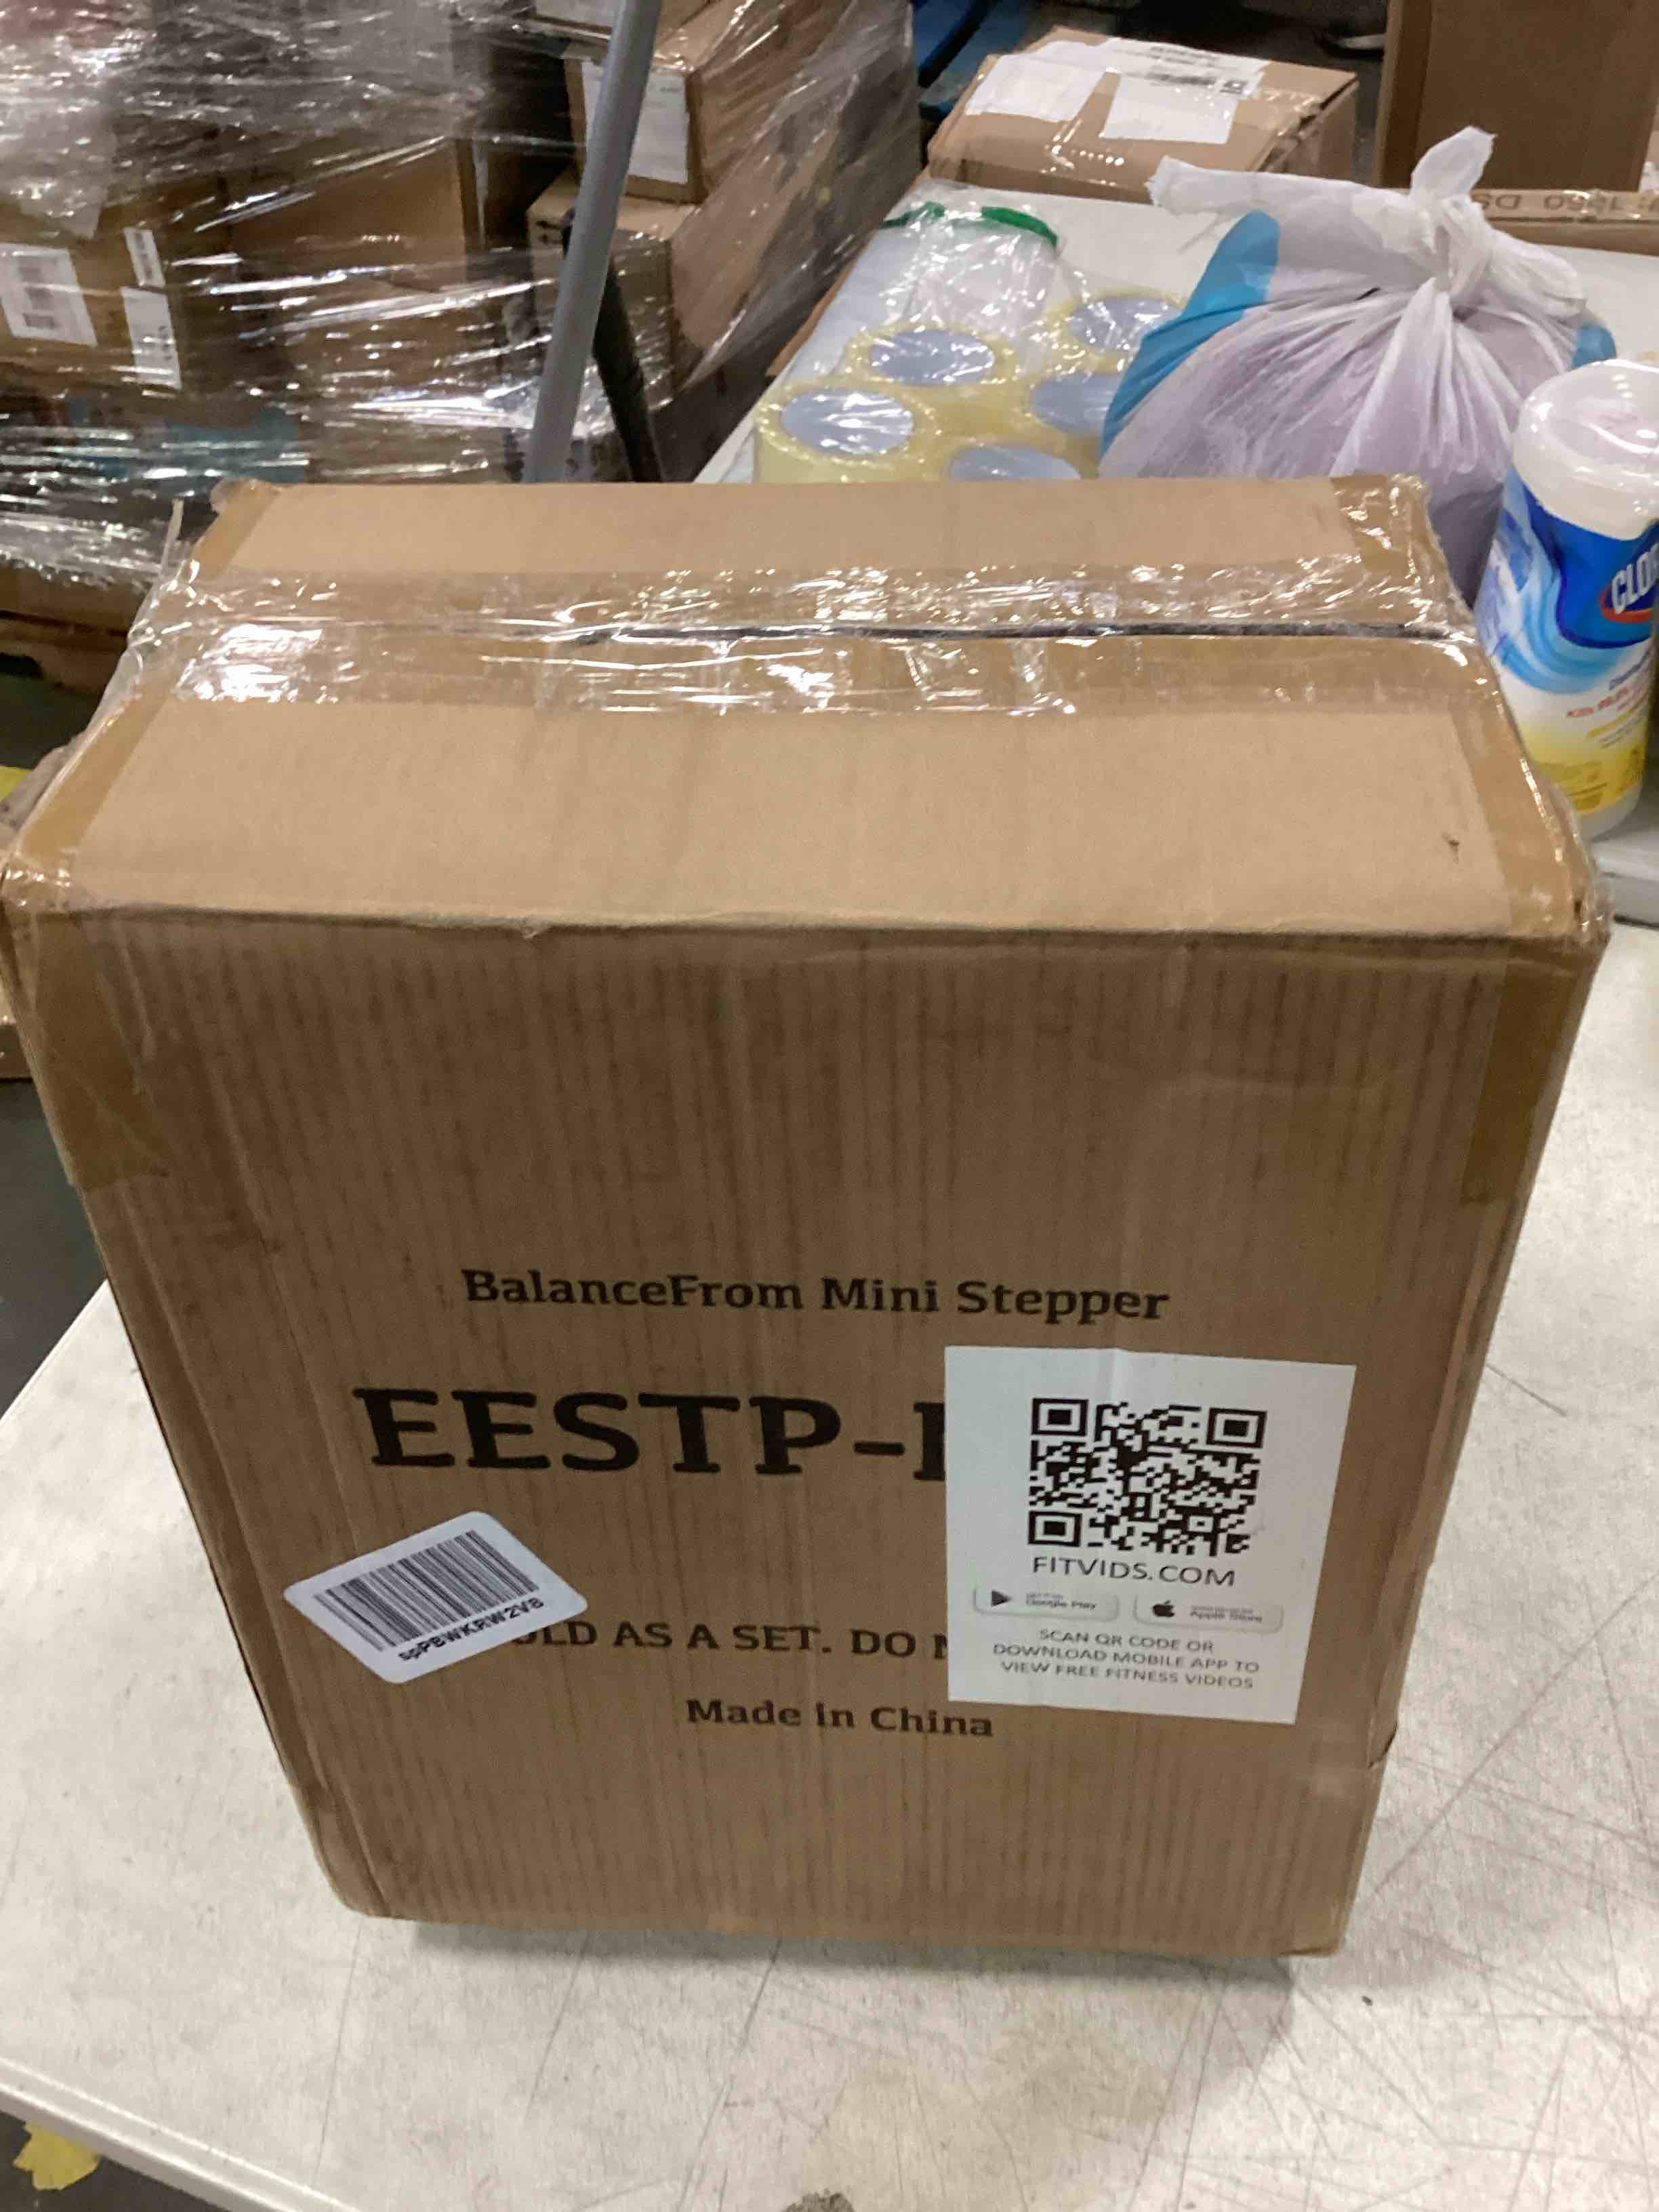 BalanceFrom Mini Stepper
EESTP-
FITVIDS.COM
Google Play
Apple Store
spPBWKRW2V8
OLD AS A SET. DO
SCAN QR CODE OR
DOWNLOAD MOBILE APP TO
VIEW FREE FITNESS VIDEOS
Made in China
CLO